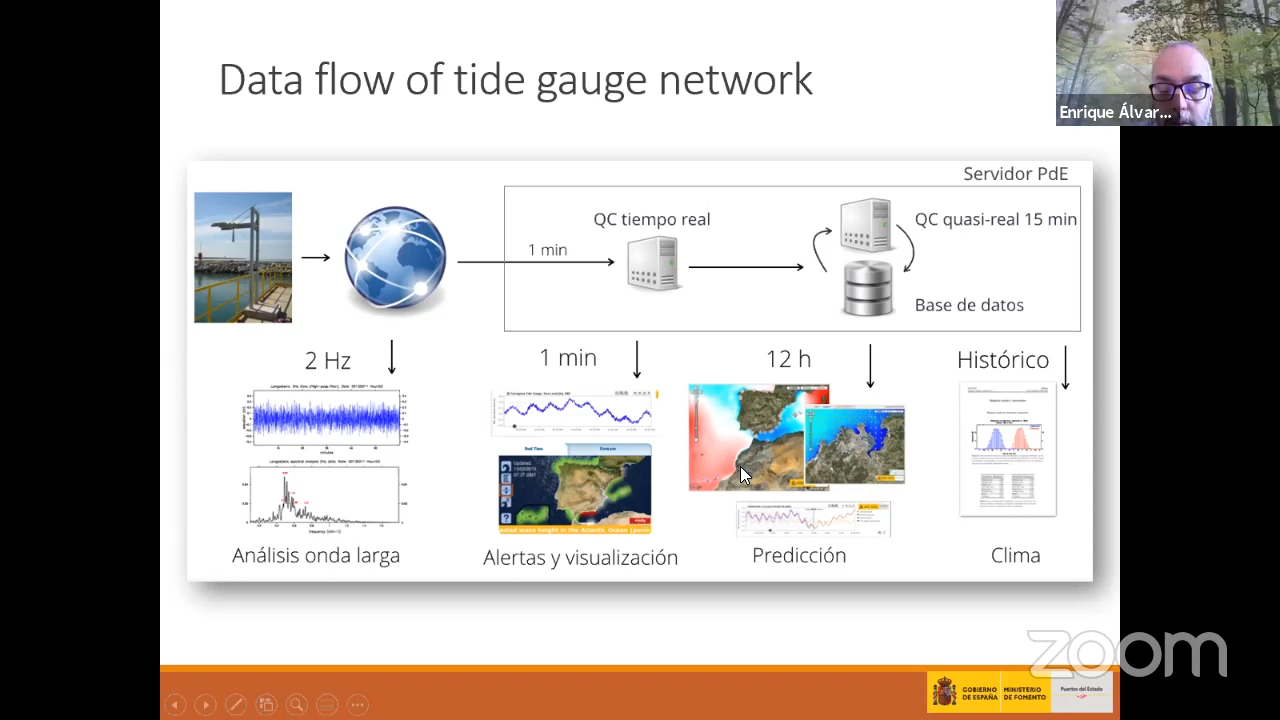 Data flow of tide gauge network
Enrique Álvar...
Servidor PdE
QC tiempo real
QC quasi-real 15 min
1 min
Base de datos
2 Hz
1 min
12 h
Histórico
Real Time
Análisis onda larga
Alertas y visualización
Predicción
Clima
zoom
GOBIERNO
DE ESPAÑA
MINISTERIO
DE FOMENTO
Puertos del Estado